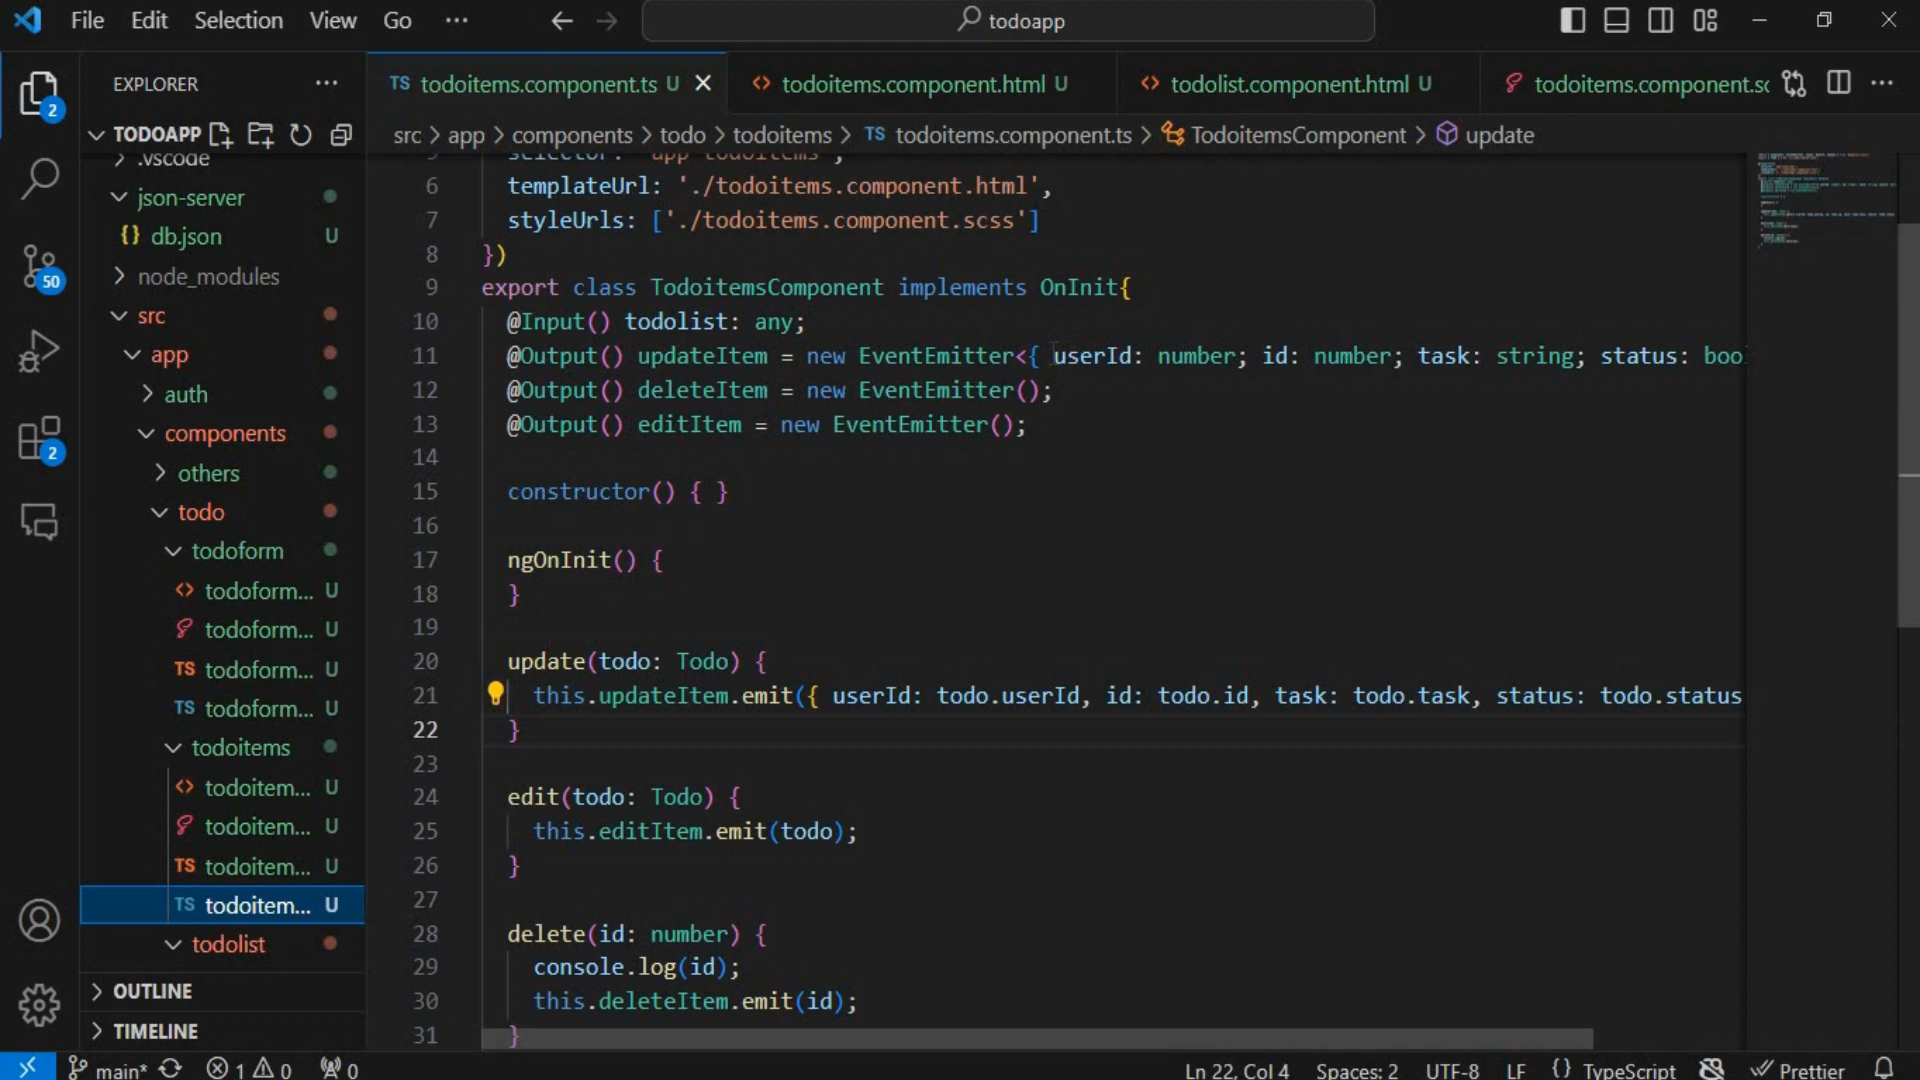 File Edit Selection View Go ··· todoapp
EXPLORER ···
TODOAPP
.vscode
json-server
{} db.json U
node_modules
src
app
auth
components
others
todo
todoform
<> todoform... U
todoform... U
TS todoform... U
TS todoform... U
todoitems
<> todoitem... U
todoitem... U
TS todoitem... U
TS todoitem... U
todolist
OUTLINE
TIMELINE
TS todoitems.component.ts U
<> todoitems.component.html U
<> todolist.component.html U
todoitems.component.sc
src > app > components > todo > todoitems > TS todoitems.component.ts > TodoitemsComponent > update
selector: 'app-todoitems',
6 templateUrl: './todoitems.component.html',
7 styleUrls: ['./todoitems.component.scss']
8 })
9 export class TodoitemsComponent implements OnInit{
10 @Input() todolist: any;
11 @Output() updateItem = new EventEmitter<{ userId: number; id: number; task: string; status: bool
12 @Output() deleteItem = new EventEmitter();
13 @Output() editItem = new EventEmitter();
14
15 constructor() { }
16
17 ngOnInit() {
18 }
19
20 update(todo: Todo) {
21 this.updateItem.emit({ userId: todo.userId, id: todo.id, task: todo.task, status: todo.status
22 }
23
24 edit(todo: Todo) {
25 this.editItem.emit(todo);
26 }
27
28 delete(id: number) {
29 console.log(id);
30 this.deleteItem.emit(id);
31 }
2
50
2
main* 1 0 0 Ln 22, Col 4 Spaces: 2 UTF-8 LF {} TypeScript Prettier